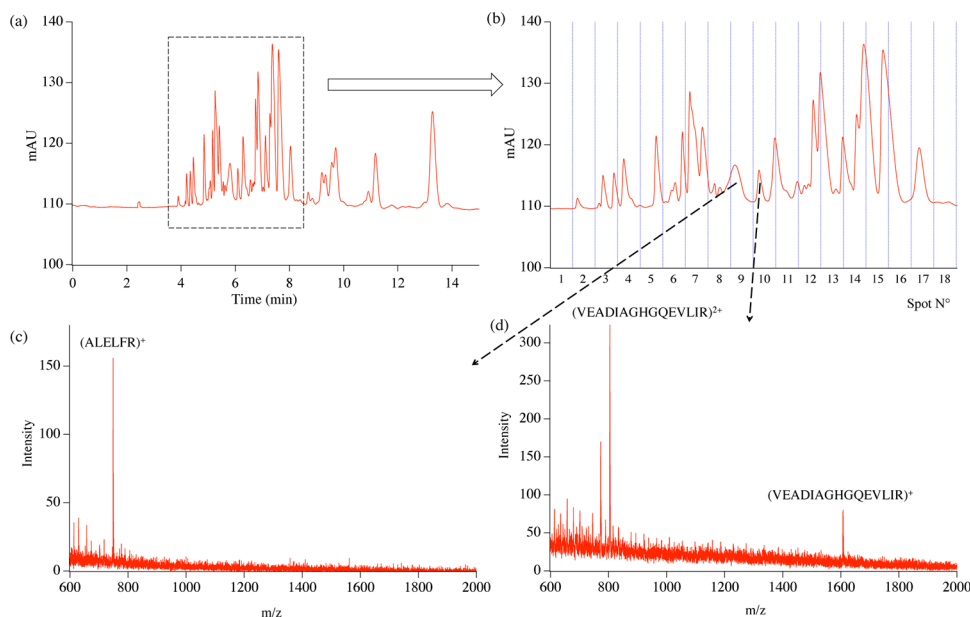 (a)
140
130
120
110
100
mAU
0
2
4
6
8
10
12
14
Time (min)
(b)
140
130
120
110
100
mAU
1 2 3 4 5 6 7 8 9 10 11 12 13 14 15 16 17 18
Spot N°
(c)
(ALELFR)⁺
150
100
50
0
Intensity
600 800 1000 1200 1400 1600 1800 2000
m/z
(d)
(VEADIAGHGQEVLIR)²⁺
(VEADIAGHGQEVLIR)⁺
300
250
200
150
100
50
0
Intensity
600 800 1000 1200 1400 1600 1800 2000
m/z